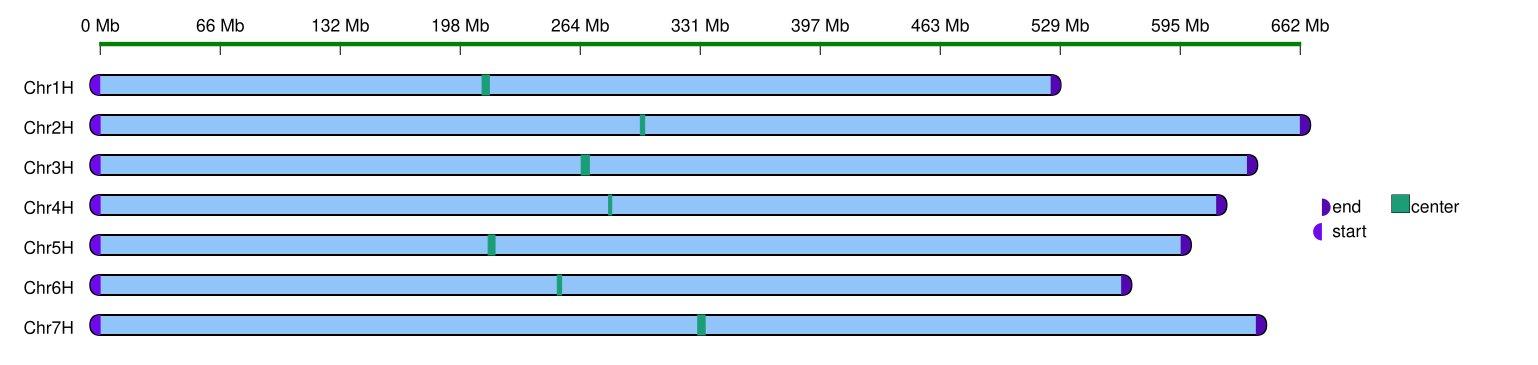 0 Mb 66 Mb 132 Mb 198 Mb 264 Mb 331 Mb 397 Mb 463 Mb 529 Mb 595 Mb 662 Mb
Chr1H
Chr2H
Chr3H
Chr4H
Chr5H
Chr6H
Chr7H
end center
start